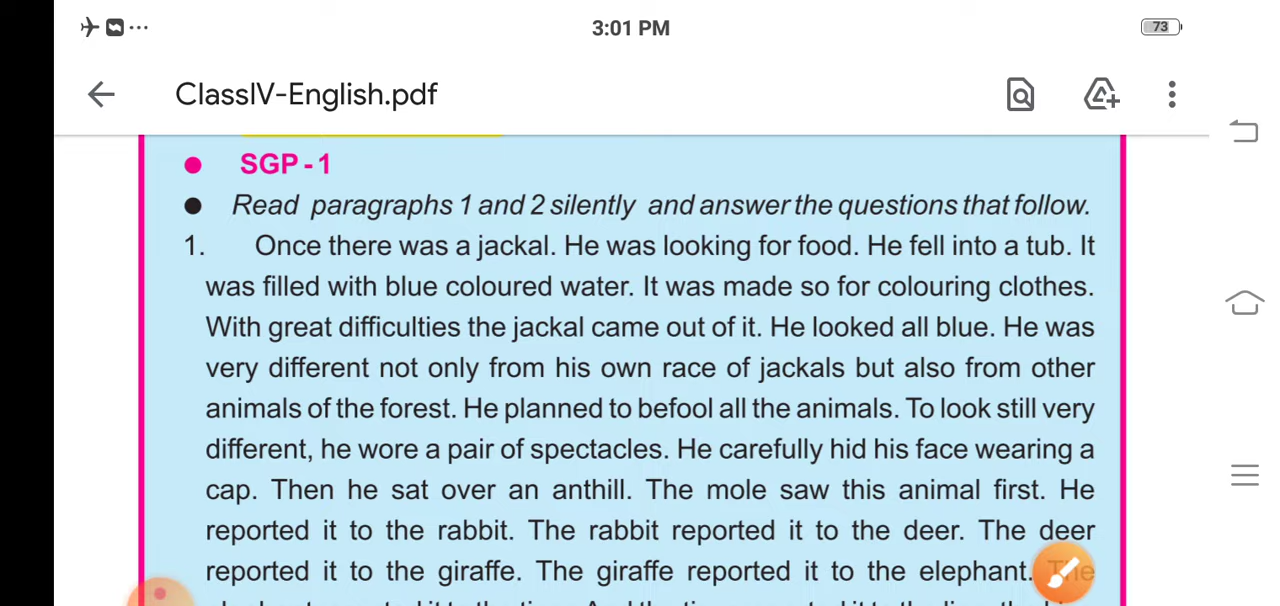 3:01 PM
73
ClassIV-English.pdf
SGP - 1
Read paragraphs 1 and 2 silently and answer the questions that follow.
1. Once there was a jackal. He was looking for food. He fell into a tub. It
was filled with blue coloured water. It was made so for colouring clothes.
With great difficulties the jackal came out of it. He looked all blue. He was
very different not only from his own race of jackals but also from other
animals of the forest. He planned to befool all the animals. To look still very
different, he wore a pair of spectacles. He carefully hid his face wearing a
cap. Then he sat over an anthill. The mole saw this animal first. He
reported it to the rabbit. The rabbit reported it to the deer. The deer
reported it to the giraffe. The giraffe reported it to the elephant. The